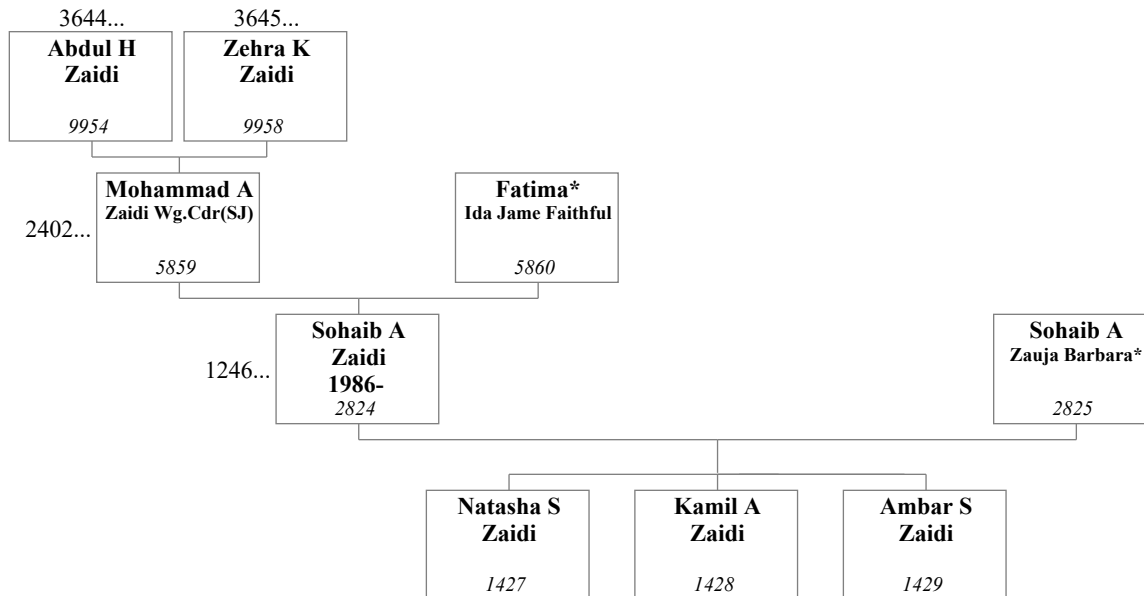 3644...
3645...
Abdul H
Zaidi
9954
Zehra K
Zaidi
9958
2402...
Mohammad A
Zaidi Wg.Cdr(SJ)
5859
Fatima*
Ida Jame Faithful
5860
1246...
Sohaib A
Zaidi
1986-
2824
Sohaib A
Zauja Barbara*
2825
Natasha S
Zaidi
1427
Kamil A
Zaidi
1428
Ambar S
Zaidi
1429